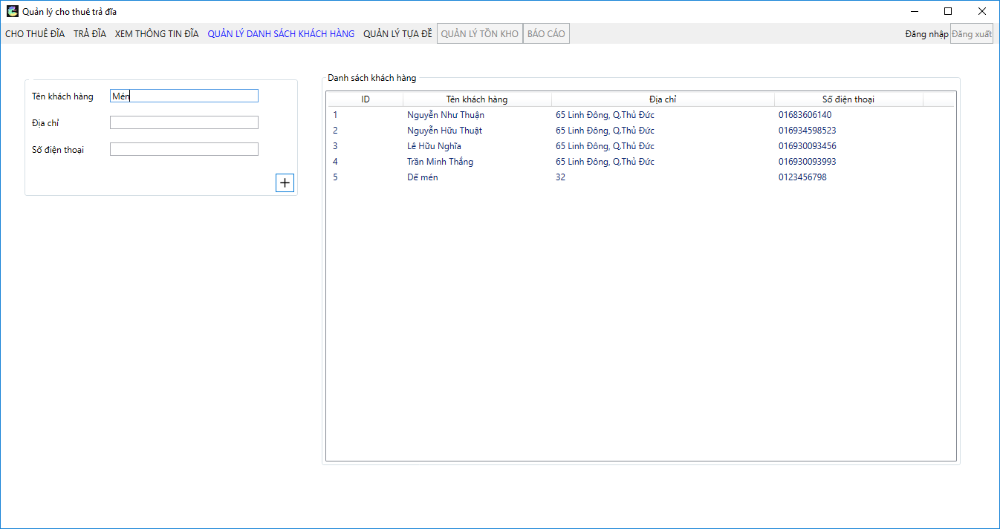 Quản lý cho thuê trả đĩa
CHO THUÊ ĐĨA TRẢ ĐĨA XEM THÔNG TIN ĐĨA QUẢN LÝ DANH SÁCH KHÁCH HÀNG QUẢN LÝ TỰA ĐỀ QUẢN LÝ TỒN KHO BÁO CÁO Đăng nhập Đăng xuất
Tên khách hàng Mén
Địa chỉ
Số điện thoại
Danh sách khách hàng
ID Tên khách hàng Địa chỉ Số điện thoại
1 Nguyễn Như Thuận 65 Linh Đông, Q.Thủ Đức 01683606140
2 Nguyễn Hữu Thuật 65 Linh Đông, Q.Thủ Đức 016934598523
3 Lê Hữu Nghĩa 65 Linh Đông, Q.Thủ Đức 016930093456
4 Trần Minh Thắng 65 Linh Đông, Q.Thủ Đức 016930093993
5 Dế mén 32 0123456798